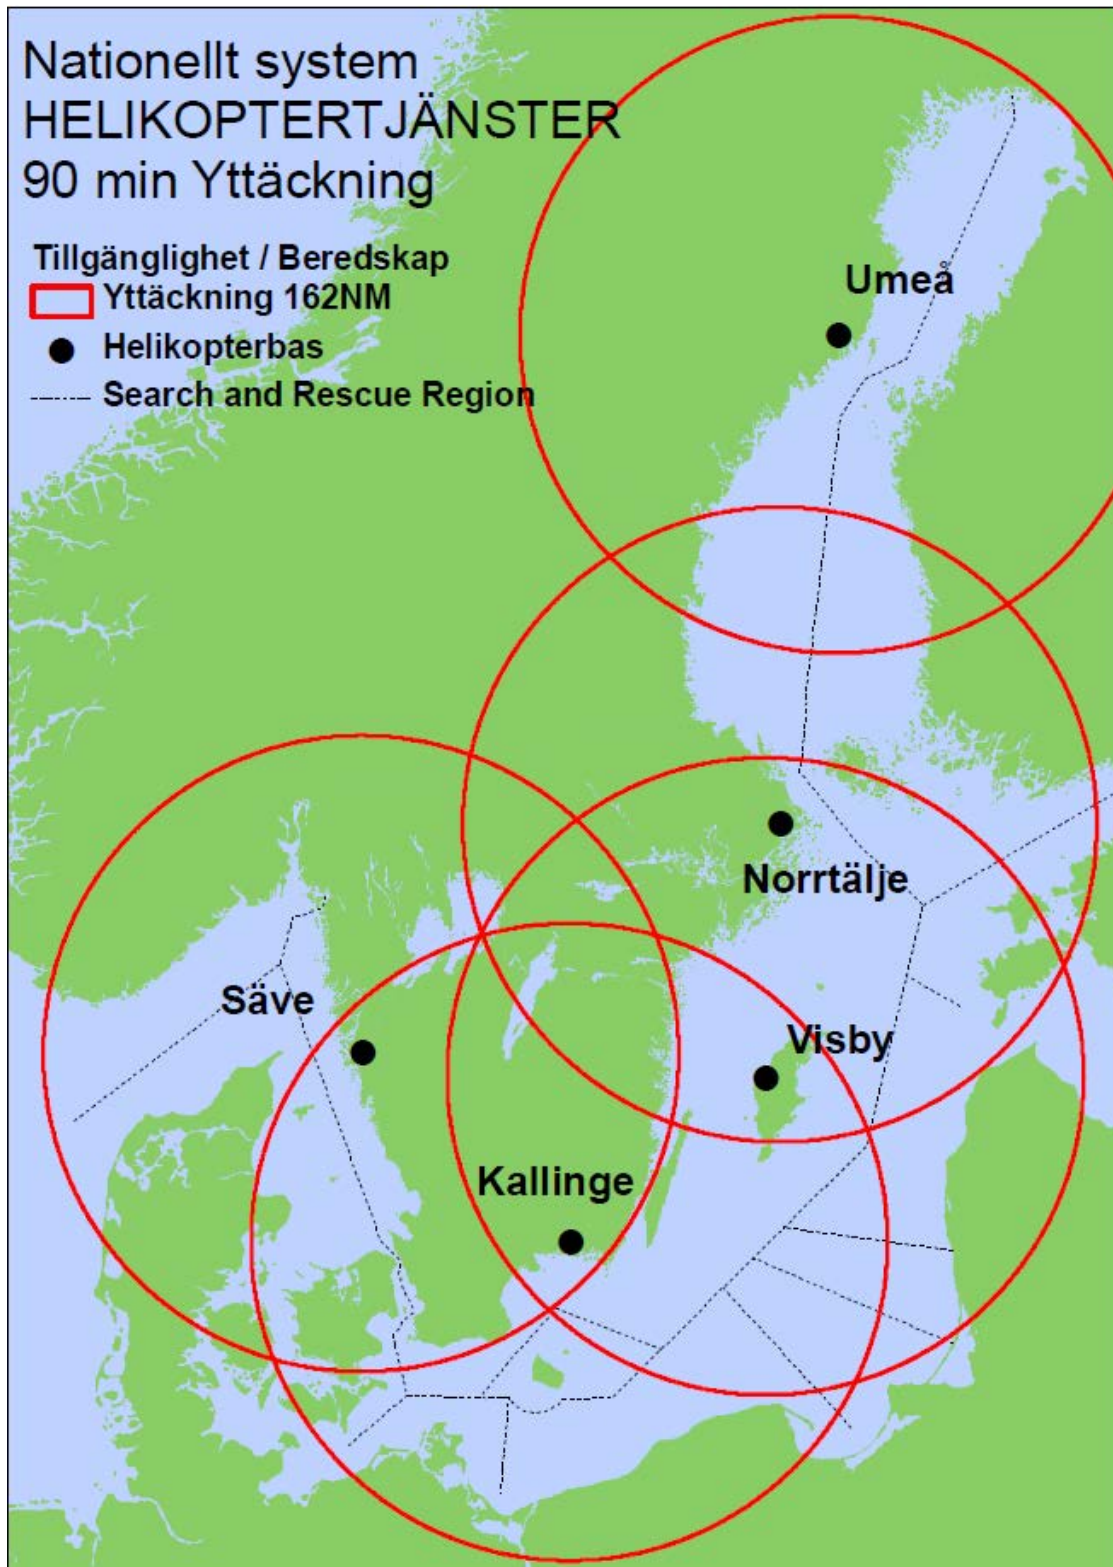 Nationellt system
HELIKOPTERTJÄNSTER
90 min Yttäckning
Tillgänglighet / Beredskap
Yttäckning 162NM
Helikopterbas
Search and Rescue Region
Umeå
Norrtälje
Säve
Visby
Kallinge